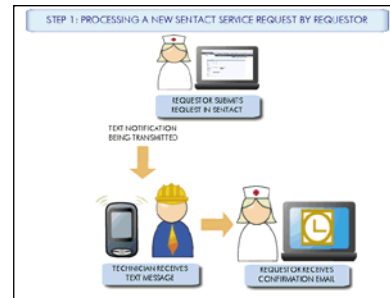 STEP 1: PROCESSING A NEW SENTACT SERVICE REQUEST BY REQUESTOR
REQUESTOR SUBMITS
REQUEST IN SENTACT
TEXT NOTIFICATION
BEING TRANSMITTED
TECHNICIAN RECEIVES
TEXT MESSAGE
REQUESTOR RECEIVES
CONFIRMATION EMAIL